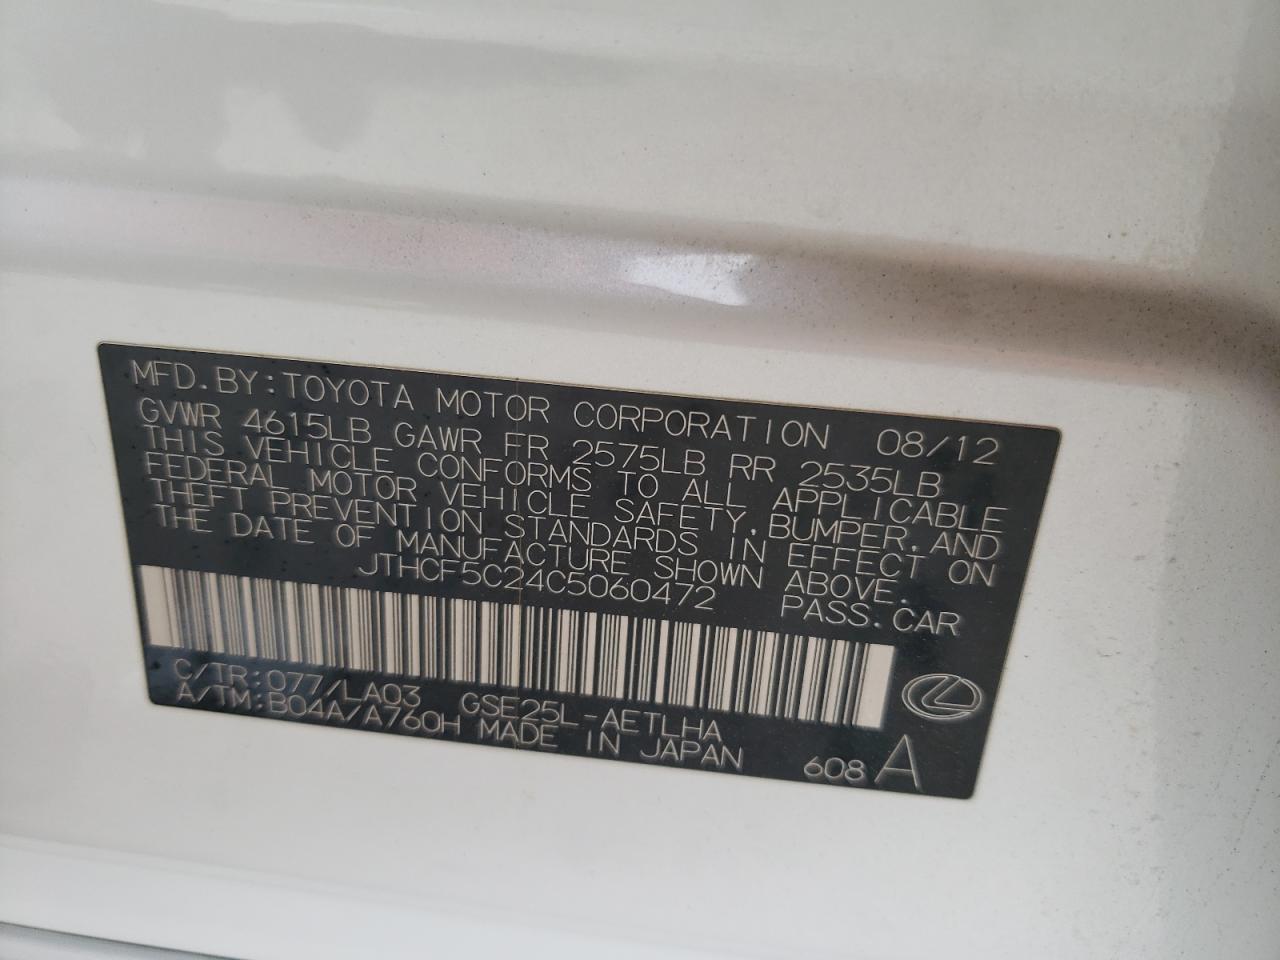 MFD. BY: TOYOTA MOTOR CORPORATION 08/12
GVWR 4615LB GAWR FR 2575LB RR 2535LB
THIS VEHICLE CONFORMS TO ALL APPLICABLE
FEDERAL MOTOR VEHICLE SAFETY, BUMPER, AND
THEFT PREVENTION STANDARDS IN EFFECT ON
THE DATE OF MANUFACTURE SHOWN ABOVE.
JTHCF5C24C5060472 PASS. CAR
C/TR: 077/LA03 GSE25L-AETLHA
A/TM: B04A/A760H MADE IN JAPAN 608 A